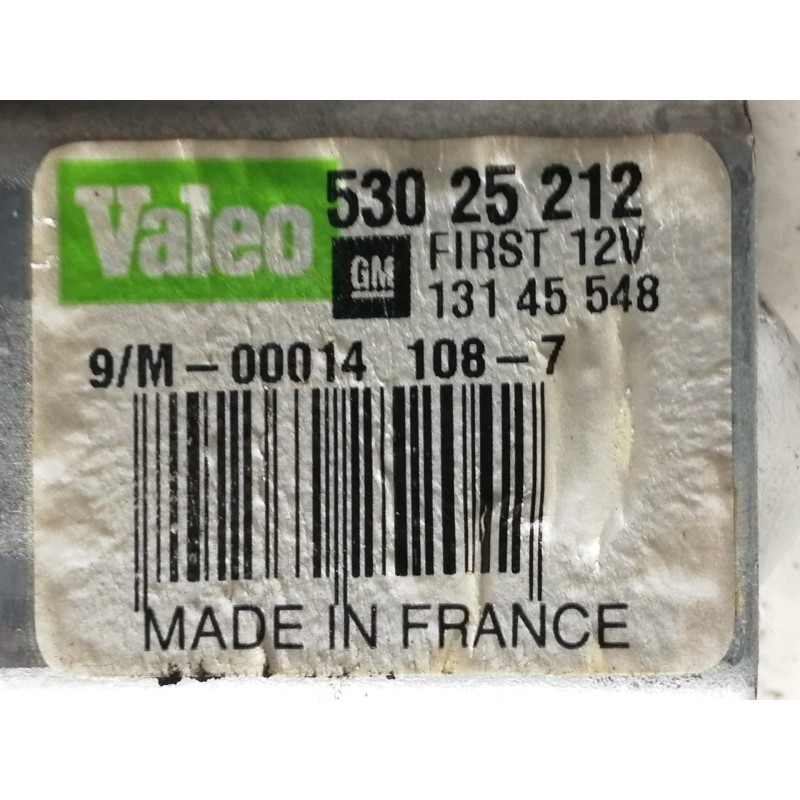 Valeo 530 25 212
GM FIRST 12V
131 45 548
9/M-00014 108-7
MADE IN FRANCE